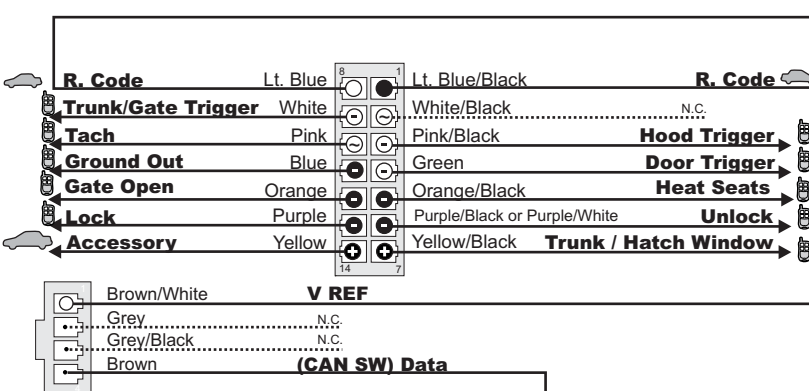 8 1
R. Code Lt. Blue Lt. Blue/Black R. Code
Trunk/Gate Trigger White White/Black N.C.
Tach Pink Pink/Black Hood Trigger
Ground Out Blue Green Door Trigger
Gate Open Orange Orange/Black Heat Seats
Lock Purple Purple/Black or Purple/White Unlock
Accessory Yellow Yellow/Black Trunk / Hatch Window
14 7
Brown/White V REF
Grey N.C.
Grey/Black N.C.
Brown (CAN SW) Data